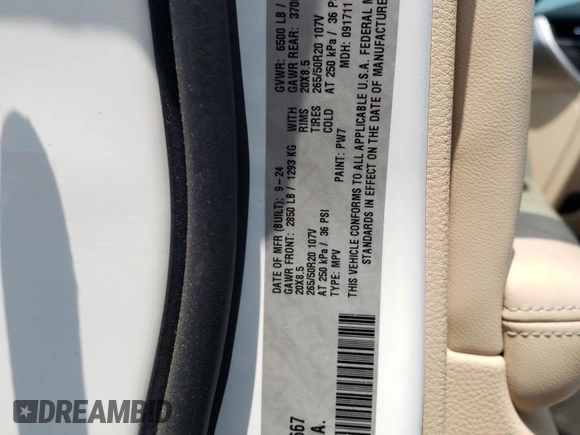 DATE OF MFR (BUILT): 9-24 GVWR: 6500 LB /
GAWR FRONT: 2850 LB / 1293 KG WITH GAWR REAR:
20X8.5 RIMS 20X8.5
265/50R20 107V TIRES 265/50R20 107V
AT 250 kPa / 36 PSI COLD AT 250 kPa / 36 PSI
TYPE: MPV PAINT: PW7 MDH: 091711
THIS VEHICLE CONFORMS TO ALL APPLICABLE U.S.A. FEDERAL
STANDARDS IN EFFECT ON THE DATE OF MANUFACTURE
667
A.
DREAMBID